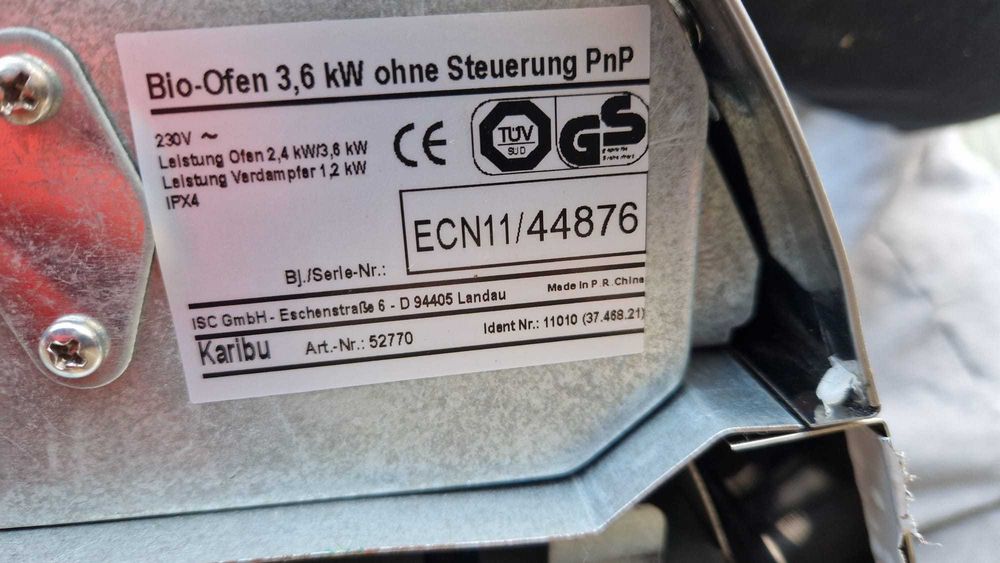 Bio-Ofen 3,6 kW ohne Steuerung PnP
230V ~
Leistung Ofen 2,4 kW/3,6 kW
Leistung Verdampfer 1,2 kW
IPX4
CE
TÜV
SÜD
GS
ECN11/44876
Bj./Serie-Nr.:
Made in P.R.China
ISC GmbH - Eschenstraße 6 - D 94405 Landau
Ident Nr.: 11010 (37.468.21)
Karibu Art.-Nr.: 52770